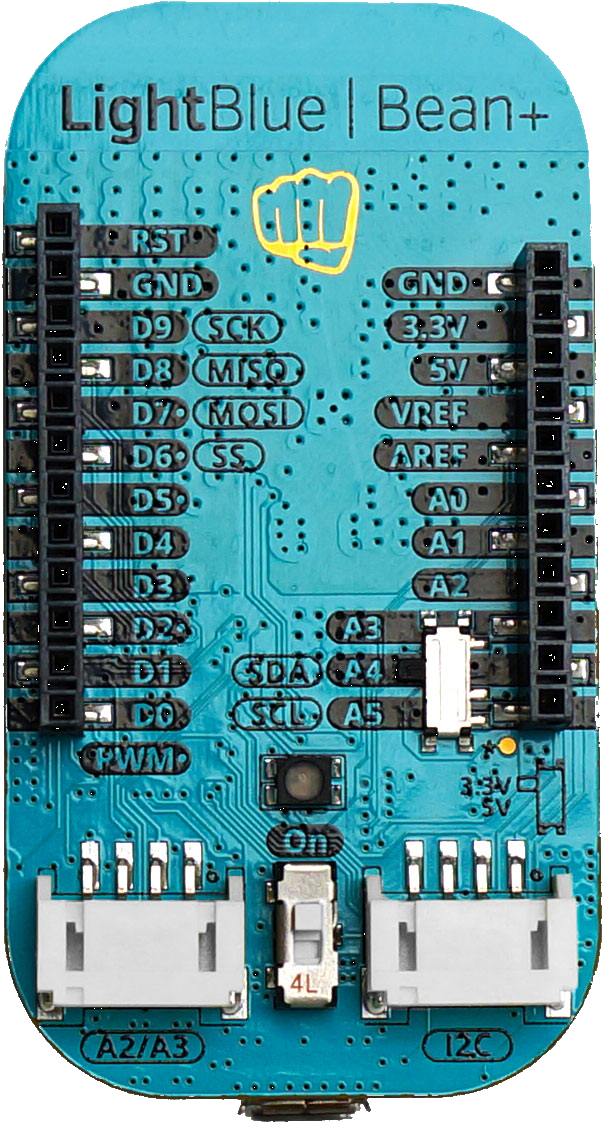 LightBlue | Bean+
RST
GND GND
D9 SCK 3.3V
D8 MISO 5V
D7 MOSI VREF
D6 SS AREF
D5 A0
D4 A1
D3 A2
D2 A3
D1 SDA A4
D0 SCL A5
PWM
3.3V
5V
On
4L
A2/A3 I2C